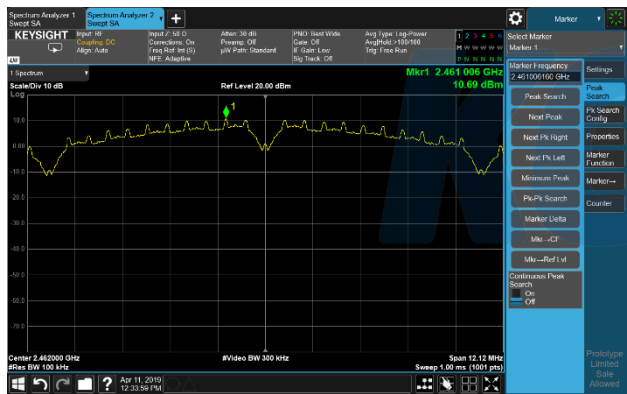 Spectrum Analyzer 1
Swept SA
Spectrum Analyzer 2
Swept SA
Marker
KEYSIGHT
Input: RF
Coupling: DC
Align: Auto
Input Z: 50 Ω
Corrections: On
Freq Ref: Int (S)
NFE: Adaptive
Atten: 30 dB
Preamp: Off
µW Path: Standard
PNO: Best Wide
Gate: Off
IF Gain: Low
Sig Track: Off
Avg Type: Log-Power
Avg|Hold:>100/100
Trig: Free Run
1 2 3 4 5 6
M W W W W W
P N N N N N
Select Marker
Marker 1
1 Spectrum
Mkr1 2.461 006 GHz
10.69 dBm
Scale/Div 10 dB
Ref Level 20.00 dBm
Log
1
10.0
0.00
-10.0
-20.0
-30.0
-40.0
-50.0
-60.0
-70.0
Center 2.462000 GHz
#Res BW 100 kHz
#Video BW 300 kHz
Span 12.12 MHz
Sweep 1.00 ms (1001 pts)
Marker Frequency
2.461006160 GHz
Peak Search
Next Peak
Next Pk Right
Next Pk Left
Minimum Peak
Pk-Pk Search
Marker Delta
Mkr→CF
Mkr→Ref Lvl
Continuous Peak
Search
On
Off
Settings
Peak
Search
Pk Search
Config
Properties
Marker
Function
Marker→
Counter
Prototype
Limited
Sale
Allowed
Apr 11, 2019
12:33:59 PM